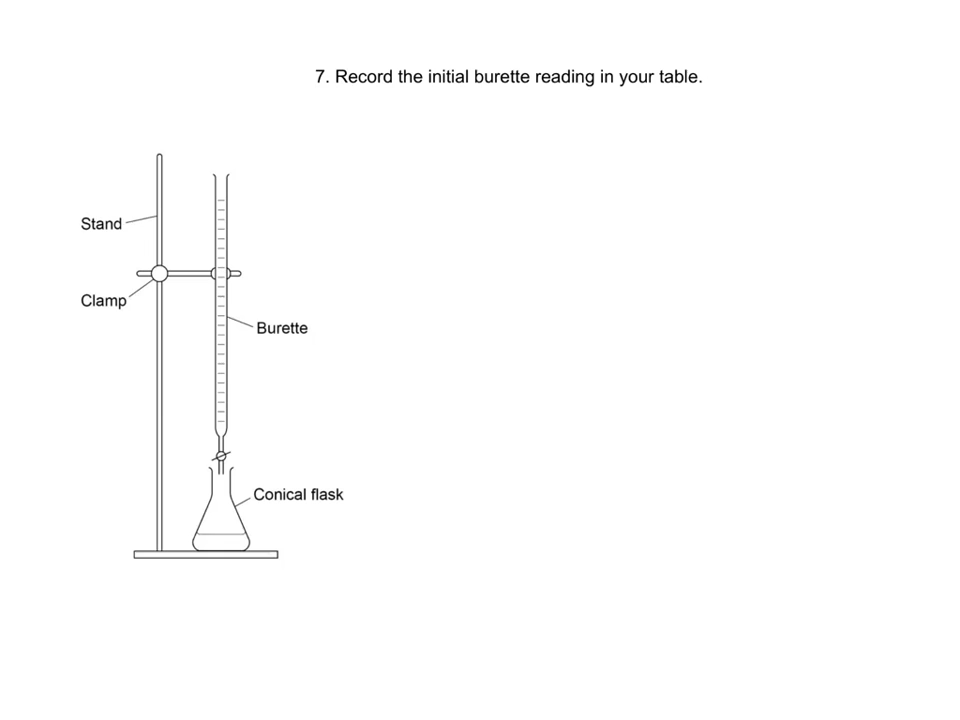 7. Record the initial burette reading in your table.
Stand
Clamp
Burette
Conical flask